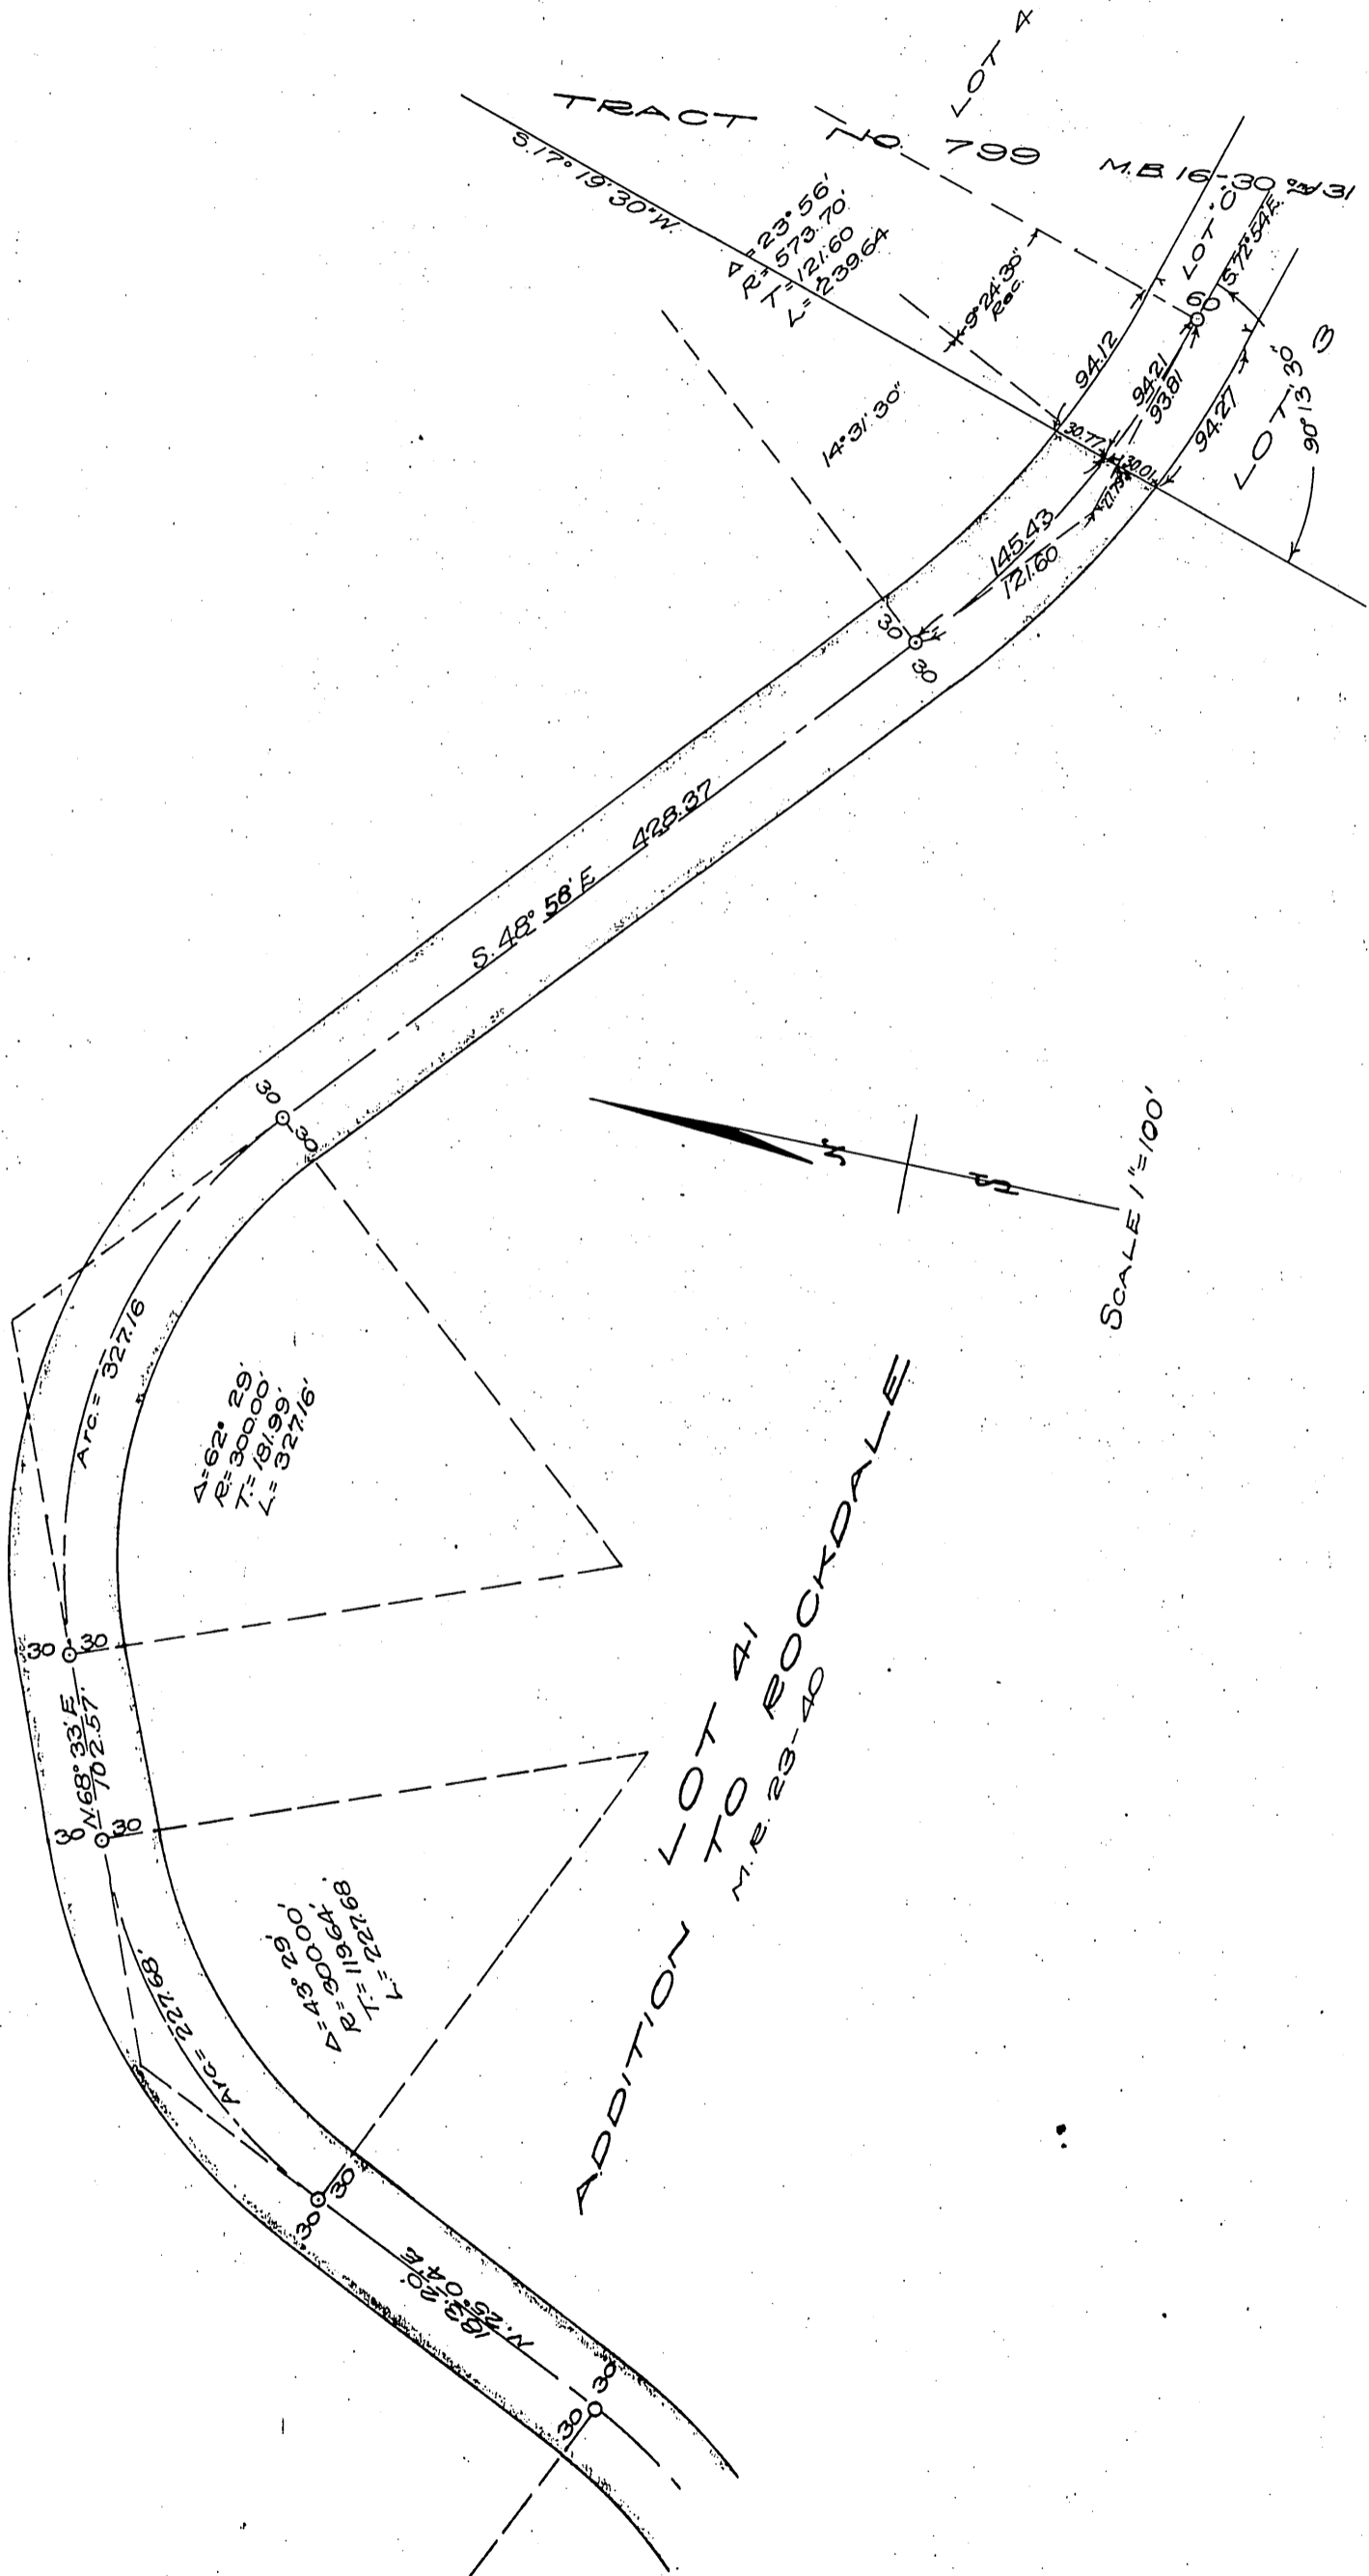 LOT 4
TRACT NO. 799 M.B. 16-30 and 31
S.17°19'30"W.
Δ=23°56'
R=573.70'
T=121.60
L=239.64
9°24'30"
Rec.
LOT "C"
S.72°54'E.
60
94.12
94.21
93.81
94.27
LOT 3
90°13'30"
30.77
30.01
27.79
14°31'30"
145.43
121.60
30
30
S. 48° 58' E 428.37
30
30
N
S
SCALE 1"=100'
Arc.= 327.16
Δ=62° 29'
R.=300.00'
T.=181.99'
L.=327.16'
30
30
N.68° 33' E
102.57'
30
30
LOT 41
ADDITION TO ROCKDALE
M.R. 23-40
Δ=43° 29'
R=300.00'
T.=119.64'
L.=227.68'
Arc= 227.68'
30
30
183.20'
N.25°04'E
30
30